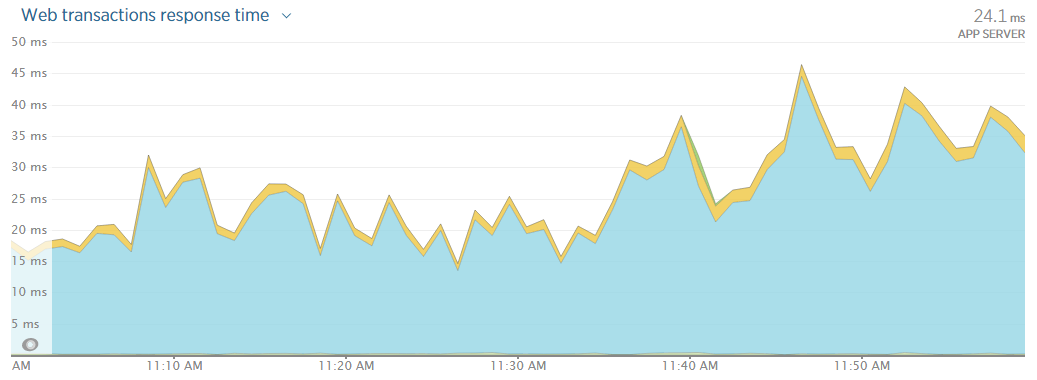 Web transactions response time
24.1 ms
APP SERVER
50 ms
45 ms
40 ms
35 ms
30 ms
25 ms
20 ms
15 ms
10 ms
5 ms
AM 11:10 AM 11:20 AM 11:30 AM 11:40 AM 11:50 AM